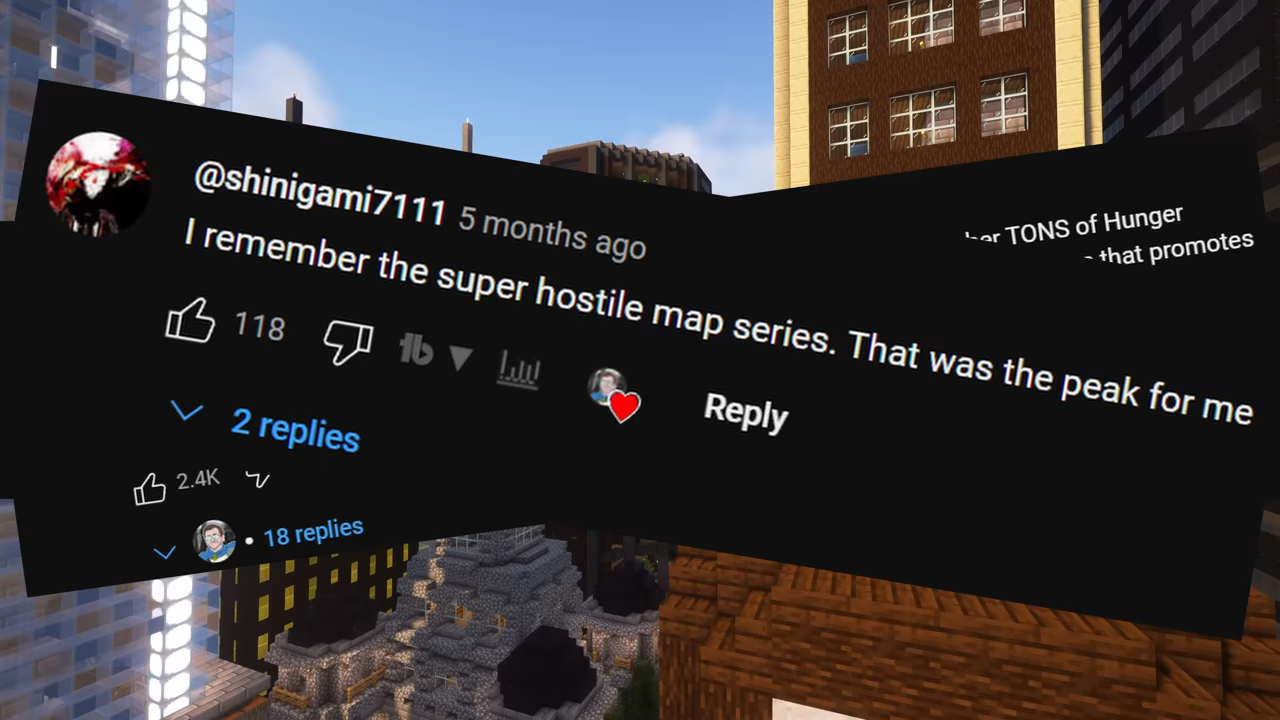 @shinigami7111 5 months ago
I remember the super hostile map series. That was the peak for me
118
Reply
2 replies
TONS of Hunger
that promotes
2.4K
• 18 replies